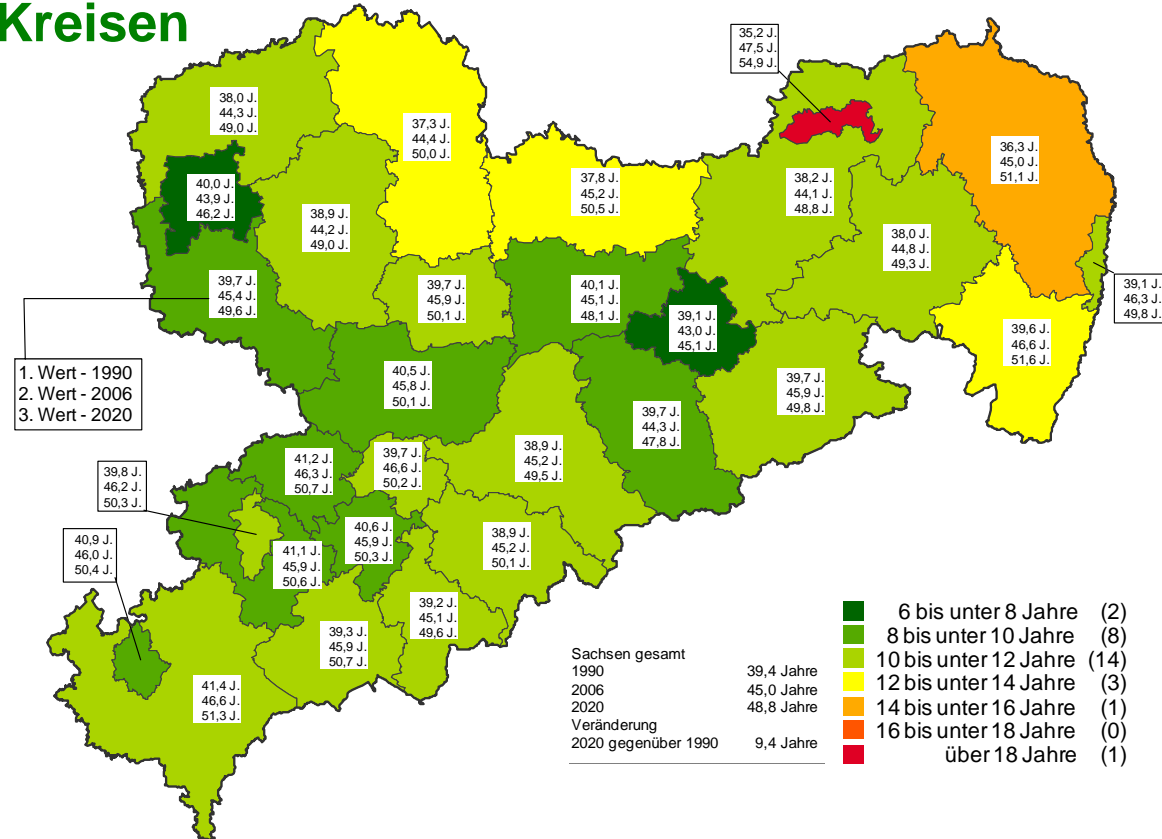 Kreisen
35,2 J.
47,5 J.
54,9 J.
38,0 J.
44,3 J.
49,0 J.
37,3 J.
44,4 J.
50,0 J.
36,3 J.
45,0 J.
51,1 J.
40,0 J.
43,9 J.
46,2 J.
37,8 J.
45,2 J.
50,5 J.
38,2 J.
44,1 J.
48,8 J.
38,9 J.
44,2 J.
49,0 J.
38,0 J.
44,8 J.
49,3 J.
39,7 J.
45,4 J.
49,6 J.
39,7 J.
45,9 J.
50,1 J.
40,1 J.
45,1 J.
48,1 J.
39,1 J.
43,0 J.
45,1 J.
39,1 J.
46,3 J.
49,8 J.
39,6 J.
46,6 J.
51,6 J.
1. Wert - 1990
2. Wert - 2006
3. Wert - 2020
40,5 J.
45,8 J.
50,1 J.
39,7 J.
45,9 J.
49,8 J.
39,7 J.
44,3 J.
47,8 J.
41,2 J.
46,3 J.
50,7 J.
39,7 J.
46,6 J.
50,2 J.
38,9 J.
45,2 J.
49,5 J.
39,8 J.
46,2 J.
50,3 J.
40,6 J.
45,9 J.
50,3 J.
38,9 J.
45,2 J.
50,1 J.
40,9 J.
46,0 J.
50,4 J.
41,1 J.
45,9 J.
50,6 J.
39,2 J.
45,1 J.
49,6 J.
39,3 J.
45,9 J.
50,7 J.
41,4 J.
46,6 J.
51,3 J.
Sachsen gesamt
1990 39,4 Jahre
2006 45,0 Jahre
2020 48,8 Jahre
Veränderung
2020 gegenüber 1990 9,4 Jahre
6 bis unter 8 Jahre (2)
8 bis unter 10 Jahre (8)
10 bis unter 12 Jahre (14)
12 bis unter 14 Jahre (3)
14 bis unter 16 Jahre (1)
16 bis unter 18 Jahre (0)
über 18 Jahre (1)